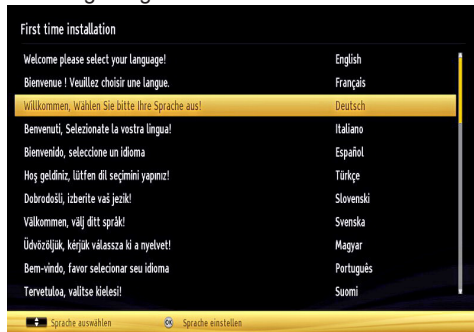 First time installation
Welcome please select your language! English
Bienvenue ! Veuillez choisir une langue. Français
Willkommen, Wählen Sie bitte Ihre Sprache aus! Deutsch
Benvenuti, Selezionate la vostra lingua! Italiano
Bienvenido, seleccione un idioma Español
Hoş geldiniz, lütfen dil seçimini yapınız! Türkçe
Dobrodošli, izberite vaš jezik! Slovenski
Välkommen, välj ditt språk! Svenska
Üdvözöljük, kérjük válassza ki a nyelvet! Magyar
Bem-vindo, favor selecionar seu idioma Português
Tervetuloa, valitse kielesi! Suomi
Sprache auswählen OK Sprache einstellen